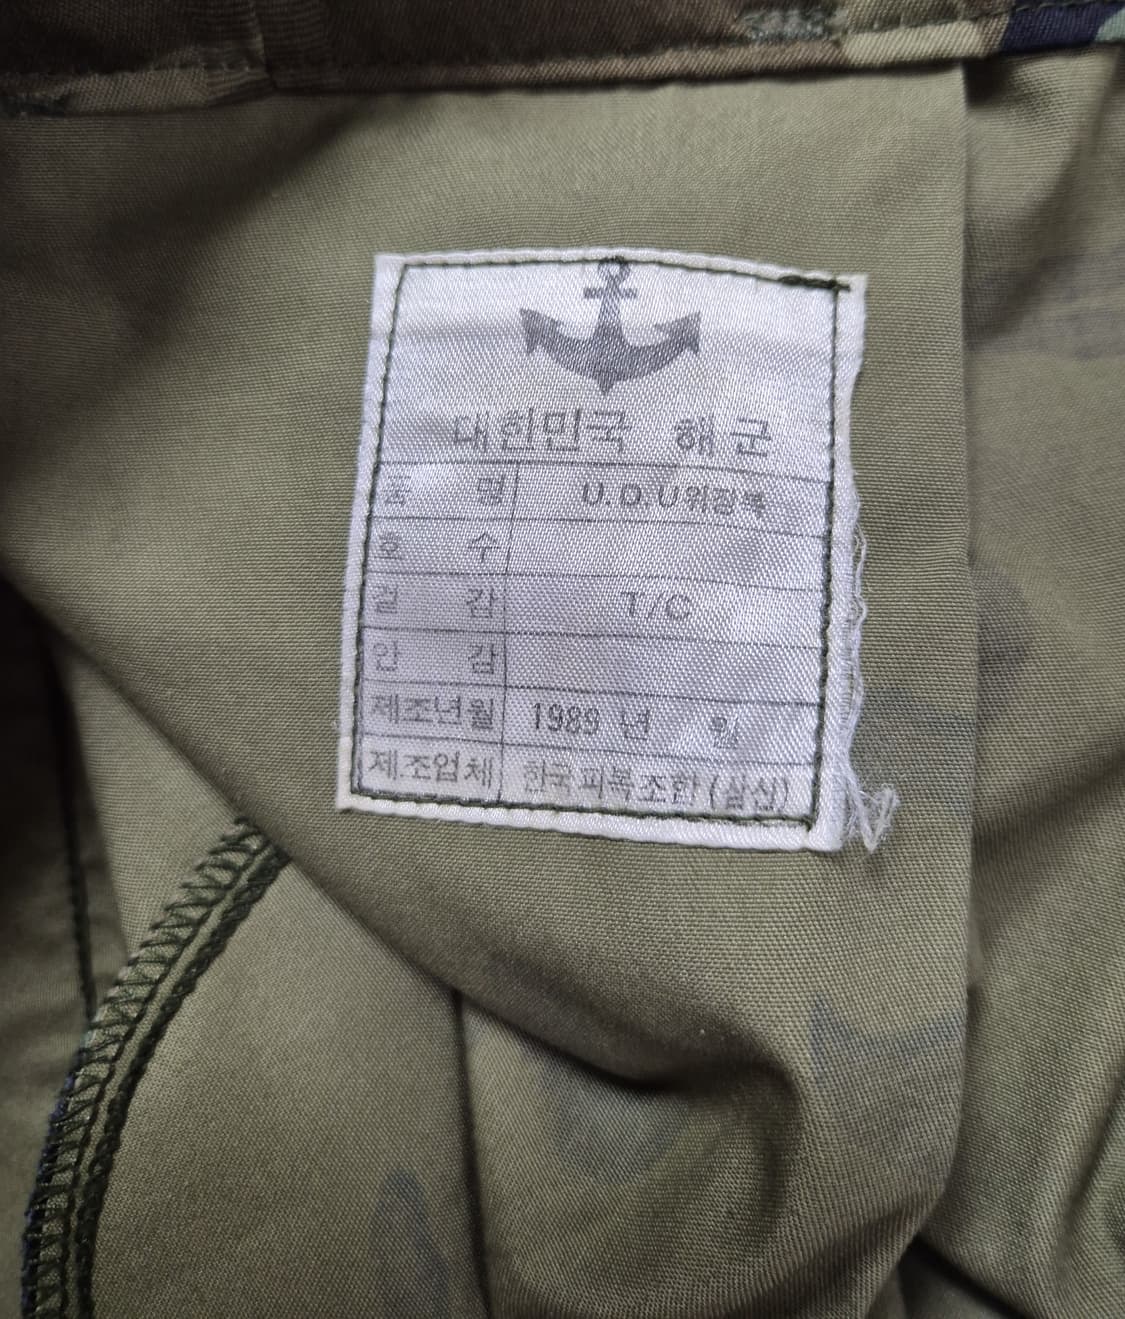 대한민국 해군
품 명 U.D.U위장복
호 수
겉 감 T/C
안 감
제조년월 1989 년 월
제조업체 한국피복조합 (삼신)